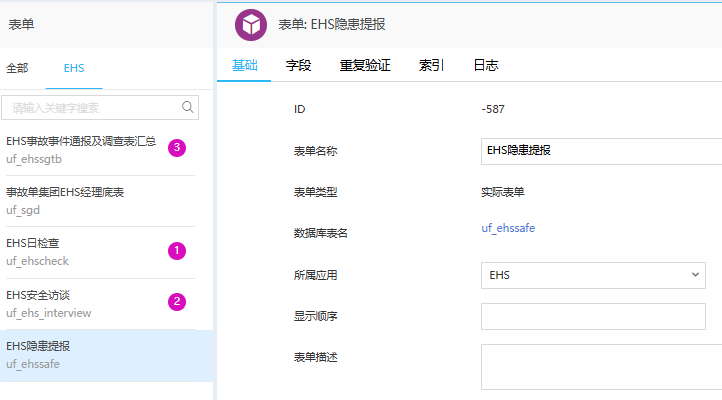 表单
全部
EHS
请输入关键字搜索
EHS事故事件通报及调查表汇总
uf_ehssgtb
3
事故单集团EHS经理底表
uf_sgd
EHS日检查
uf_ehscheck
1
EHS安全访谈
uf_ehs_interview
2
EHS隐患提报
uf_ehssafe
表单: EHS隐患提报
基础 字段 重复验证 索引 日志
ID -587
表单名称 EHS隐患提报
表单类型 实际表单
数据库表名 uf_ehssafe
所属应用 EHS
显示顺序
表单描述